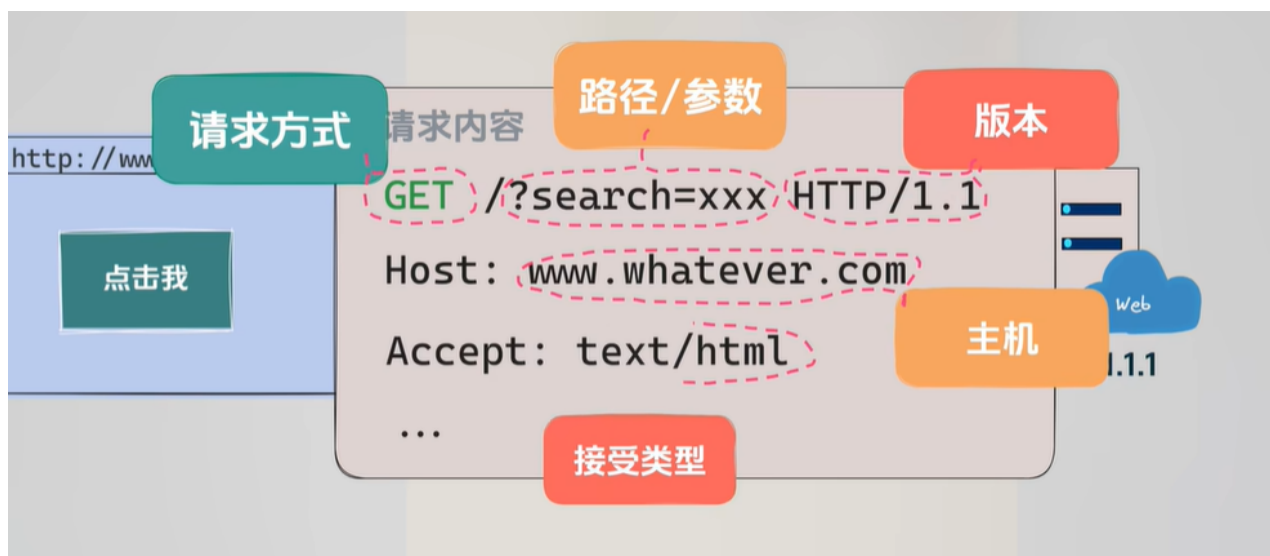 路径/参数
请求方式
请求内容
版本
http://www
GET /?search=xxx HTTP/1.1
点击我
Host: www.whatever.com
Web
主机
Accept: text/html
.1.1
...
接受类型